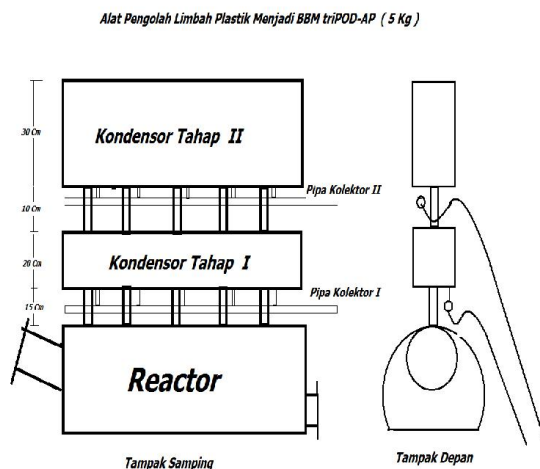 Alat Pengolah Limbah Plastik Menjadi BBM triPOD-AP ( 5 Kg )
30 Cm
Kondensor Tahap II
Pipa Kolektor II
10 Cm
20 Cm
Kondensor Tahap I
Pipa Kolektor I
15 Cm
Reactor
Tampak Samping
Tampak Depan